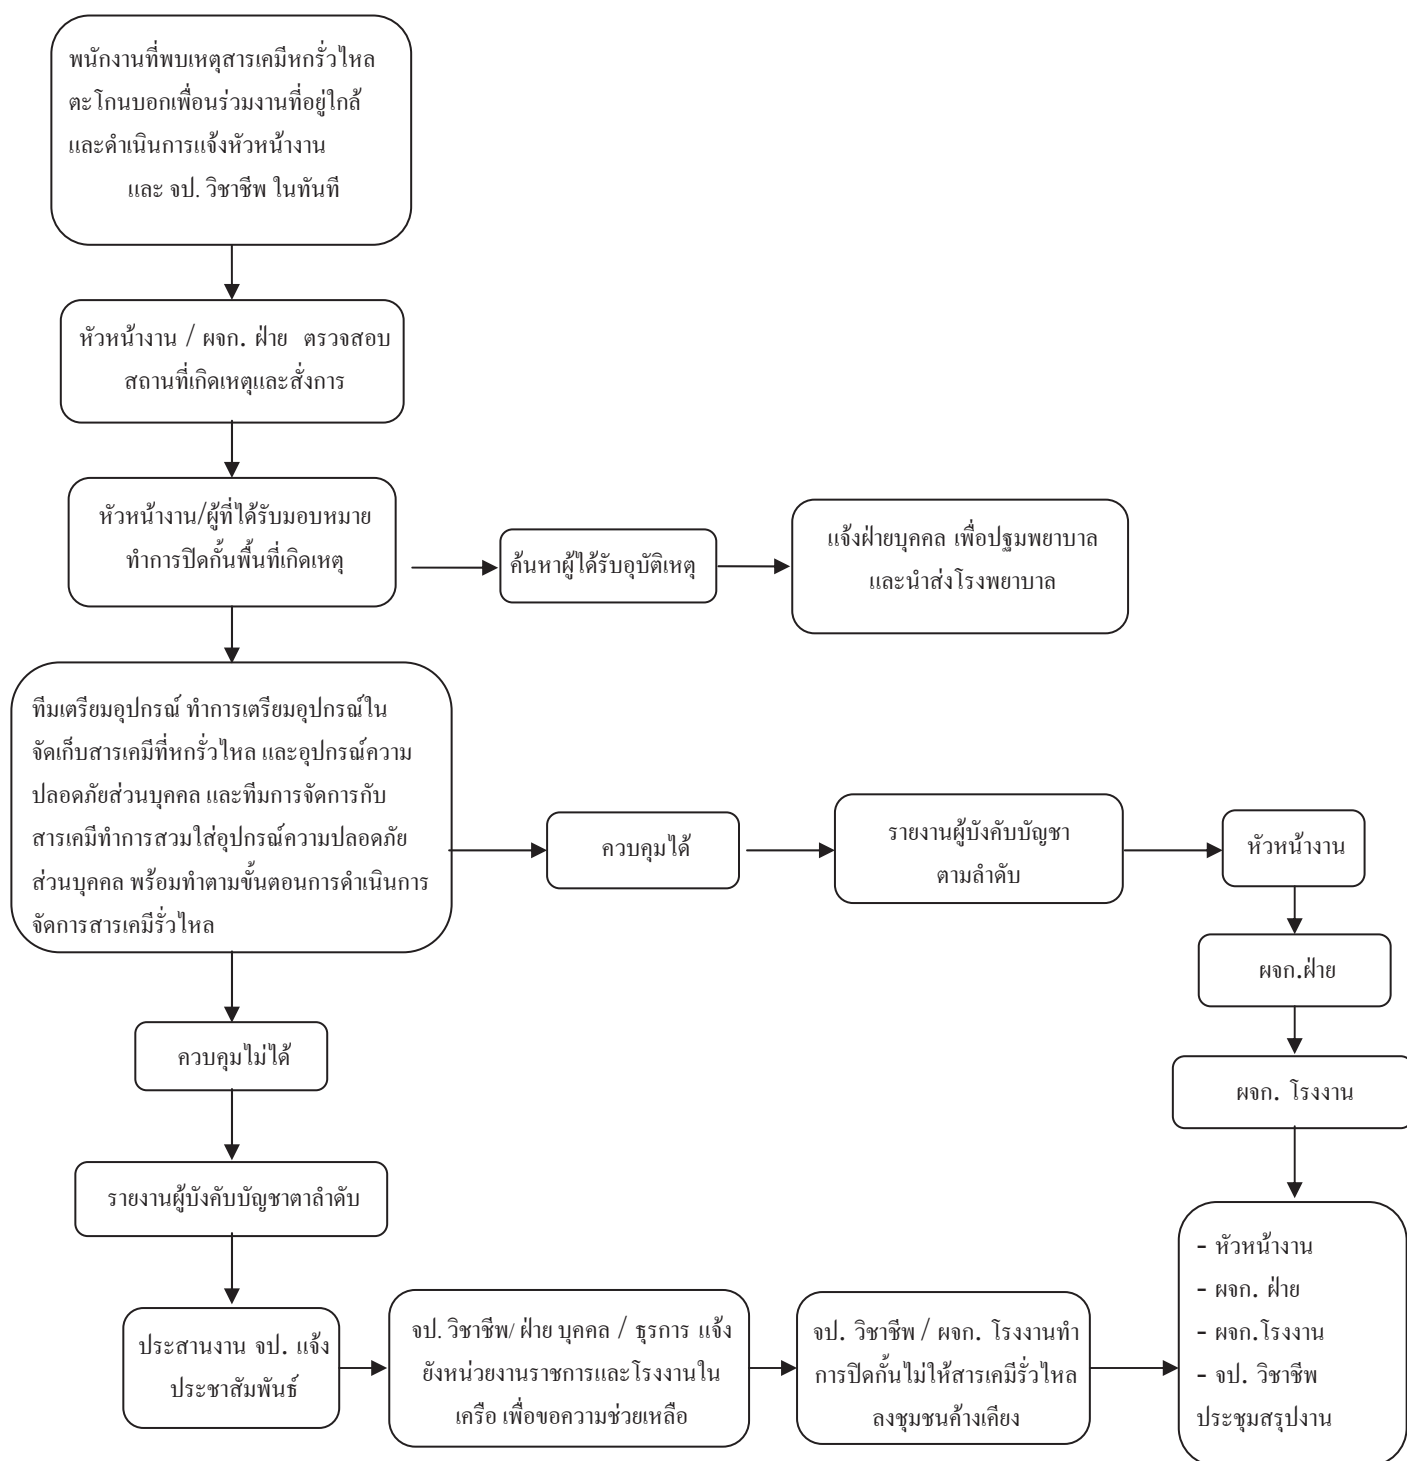 พนักงานที่พบเหตุสารเคมีหกรั่วไหล
ตะโกนบอกเพื่อนร่วมงานที่อยู่ใกล้
และดำเนินการแจ้งหัวหน้างาน
และ จป. วิชาชีพ ในทันที
หัวหน้างาน / ผจก. ฝ่าย ตรวจสอบ
สถานที่เกิดเหตุและสั่งการ
หัวหน้างาน/ผู้ที่ได้รับมอบหมาย
ทำการปิดกั้นพื้นที่เกิดเหตุ
ค้นหาผู้ได้รับอุบัติเหตุ
แจ้งฝ่ายบุคคล เพื่อปฐมพยาบาล
และนำส่งโรงพยาบาล
ทีมเตรียมอุปกรณ์ ทำการเตรียมอุปกรณ์ใน
จัดเก็บสารเคมีที่หกรั่วไหล และอุปกรณ์ความ
ปลอดภัยส่วนบุคคล และทีมการจัดการกับ
สารเคมีทำการสวมใส่อุปกรณ์ความปลอดภัย
ส่วนบุคคล พร้อมทำตามขั้นตอนการดำเนินการ
จัดการสารเคมีรั่วไหล
ควบคุมได้
รายงานผู้บังคับบัญชา
ตามลำดับ
หัวหน้างาน
ผจก.ฝ่าย
ผจก. โรงงาน
ควบคุมไม่ได้
รายงานผู้บังคับบัญชาตาลำดับ
ประสานงาน จป. แจ้ง
ประชาสัมพันธ์
จป. วิชาชีพ/ ฝ่าย บุคคล / ธุรการ แจ้ง
ยังหน่วยงานราชการและโรงงานใน
เครือ เพื่อขอความช่วยเหลือ
จป. วิชาชีพ / ผจก. โรงงานทำ
การปิดกั้นไม่ให้สารเคมีรั่วไหล
ลงชุมชนค้างเคียง
- หัวหน้างาน
- ผจก. ฝ่าย
- ผจก.โรงงาน
- จป. วิชาชีพ
ประชุมสรุปงาน